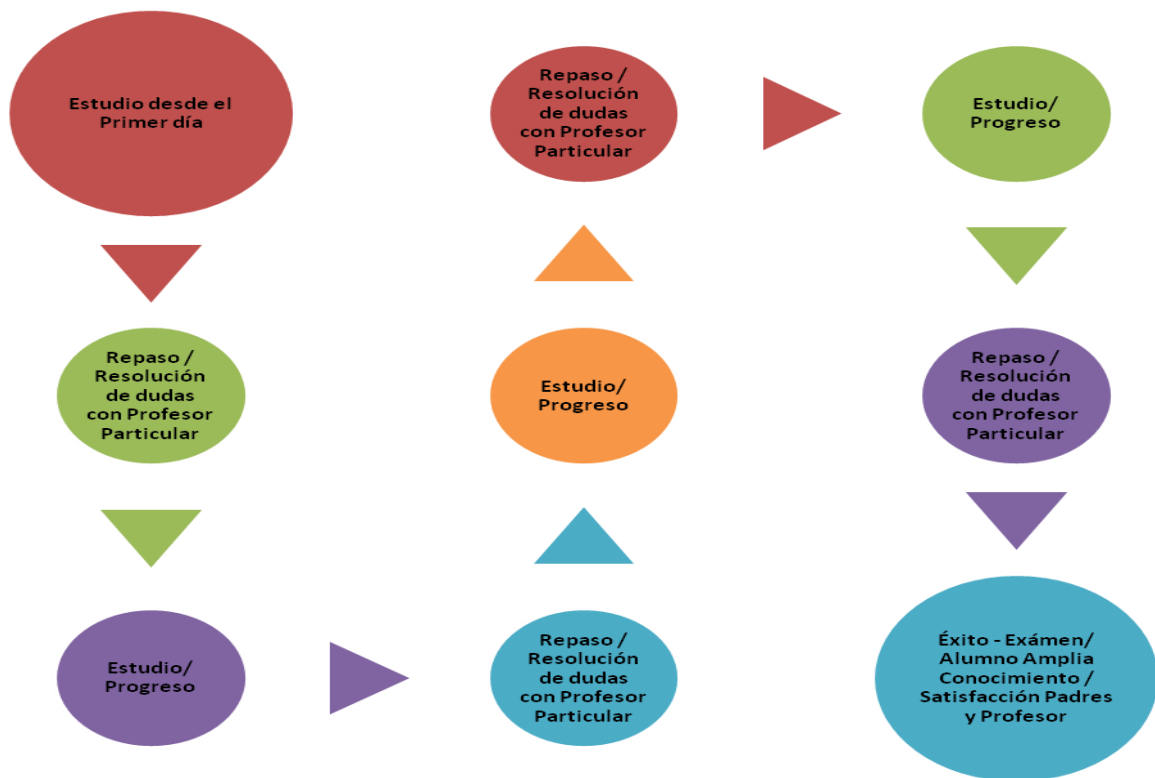 Estudio desde el
Primer día
Repaso /
Resolución
de dudas
con Profesor
Particular
Estudio/
Progreso
Repaso /
Resolución
de dudas
con Profesor
Particular
Estudio/
Progreso
Repaso /
Resolución
de dudas
con Profesor
Particular
Estudio/
Progreso
Repaso /
Resolución
de dudas
con Profesor
Particular
Éxito - Exámen/
Alumno Amplia
Conocimiento /
Satisfacción Padres
y Profesor